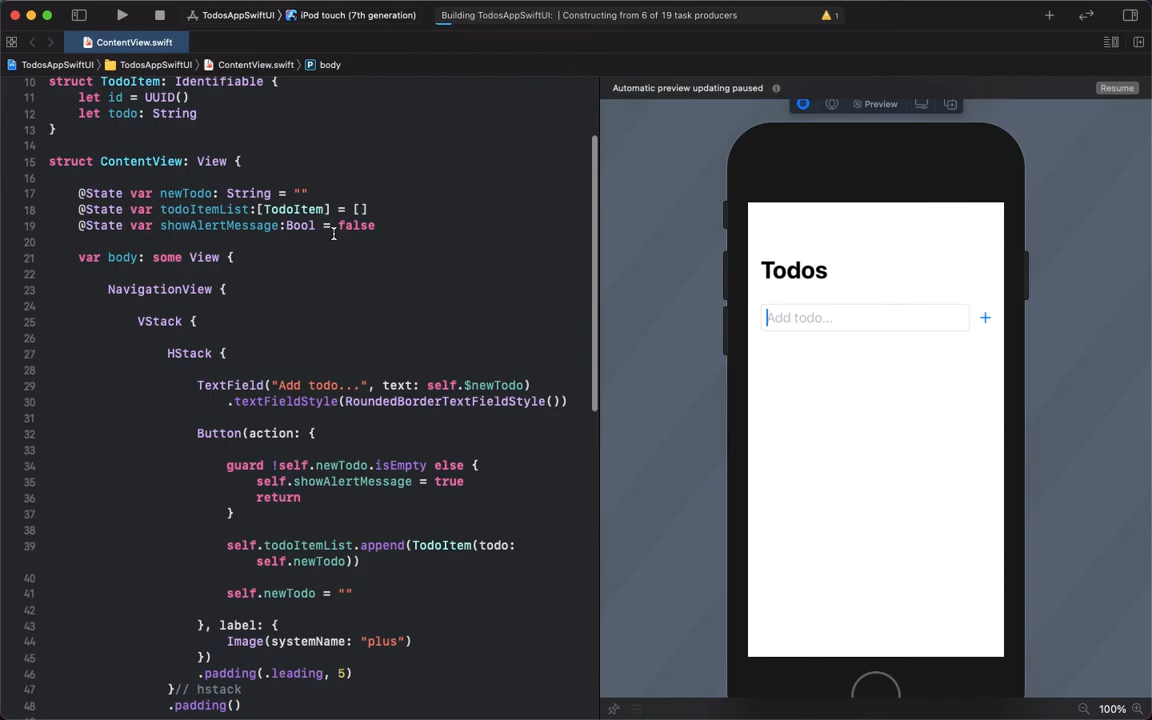 TodosAppSwiftUI 〉 iPod touch (7th generation)
Building TodosAppSwiftUI: | Constructing from 6 of 19 task producers
1
ContentView.swift
TodosAppSwiftUI 〉 TodosAppSwiftUI 〉 ContentView.swift 〉 P body
10 struct TodoItem: Identifiable {
11 let id = UUID()
12 let todo: String
13 }
14
15 struct ContentView: View {
16
17 @State var newTodo: String = ""
18 @State var todoItemList:[TodoItem] = []
19 @State var showAlertMessage:Bool = false
20
21 var body: some View {
22
23 NavigationView {
24
25 VStack {
26
27 HStack {
28
29 TextField("Add todo...", text: self.$newTodo)
30 .textFieldStyle(RoundedBorderTextFieldStyle())
31
32 Button(action: {
33
34 guard !self.newTodo.isEmpty else {
35 self.showAlertMessage = true
36 return
37 }
38
39 self.todoItemList.append(TodoItem(todo:
self.newTodo))
40
41 self.newTodo = ""
42
43 }, label: {
44 Image(systemName: "plus")
45 })
46 .padding(.leading, 5)
47 }// hstack
48 .padding()
Automatic preview updating paused
Resume
Preview
Todos
Add todo...
100%